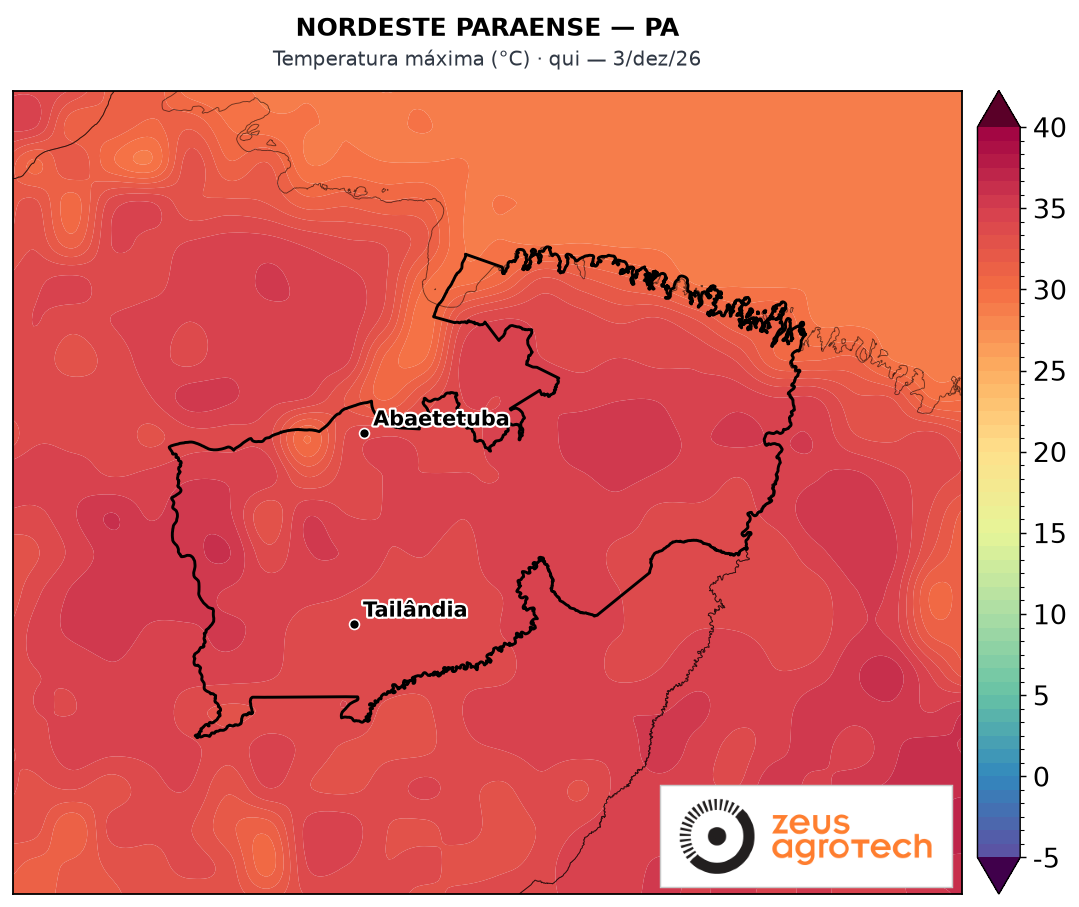 NORDESTE PARAENSE — PA
Temperatura máxima (°C) · qui — 3/dez/26
40
35
30
25
20
15
10
5
0
-5
Abaetetuba
Tailândia
zeus
agrotech